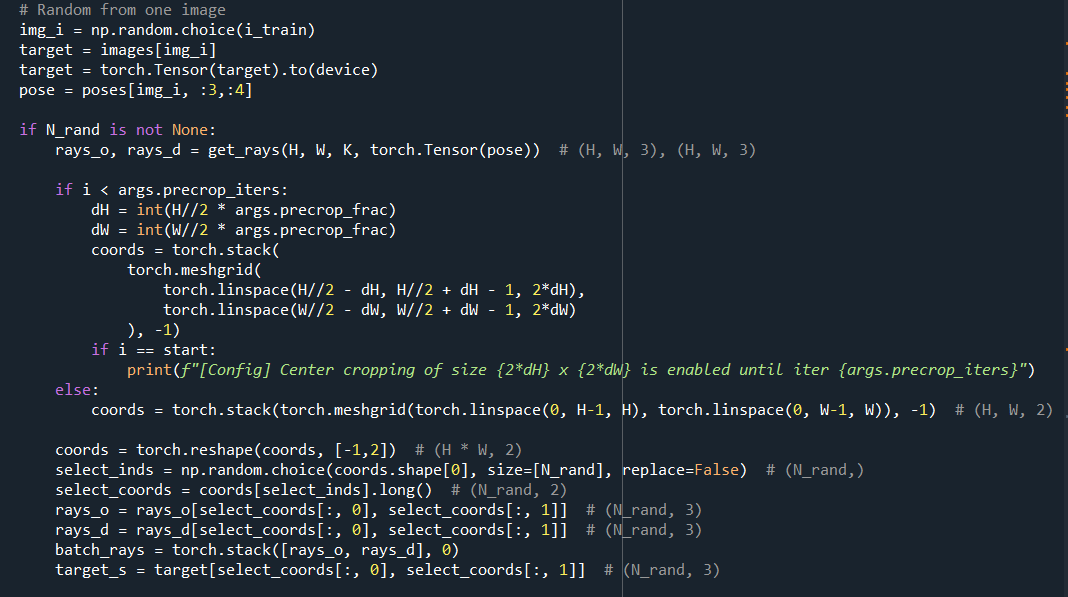 # Random from one image
img_i = np.random.choice(i_train)
target = images[img_i]
target = torch.Tensor(target).to(device)
pose = poses[img_i, :3,:4]

if N_rand is not None:
    rays_o, rays_d = get_rays(H, W, K, torch.Tensor(pose))  # (H, W, 3), (H, W, 3)

    if i < args.precrop_iters:
        dH = int(H//2 * args.precrop_frac)
        dW = int(W//2 * args.precrop_frac)
        coords = torch.stack(
            torch.meshgrid(
                torch.linspace(H//2 - dH, H//2 + dH - 1, 2*dH),
                torch.linspace(W//2 - dW, W//2 + dW - 1, 2*dW)
            ), -1)
        if i == start:
            print(f"[Config] Center cropping of size {2*dH} x {2*dW} is enabled until iter {args.precrop_iters}")
    else:
        coords = torch.stack(torch.meshgrid(torch.linspace(0, H-1, H), torch.linspace(0, W-1, W)), -1)  # (H, W, 2)

    coords = torch.reshape(coords, [-1,2])  # (H * W, 2)
    select_inds = np.random.choice(coords.shape[0], size=[N_rand], replace=False)  # (N_rand,)
    select_coords = coords[select_inds].long()  # (N_rand, 2)
    rays_o = rays_o[select_coords[:, 0], select_coords[:, 1]]  # (N_rand, 3)
    rays_d = rays_d[select_coords[:, 0], select_coords[:, 1]]  # (N_rand, 3)
    batch_rays = torch.stack([rays_o, rays_d], 0)
    target_s = target[select_coords[:, 0], select_coords[:, 1]]  # (N_rand, 3)